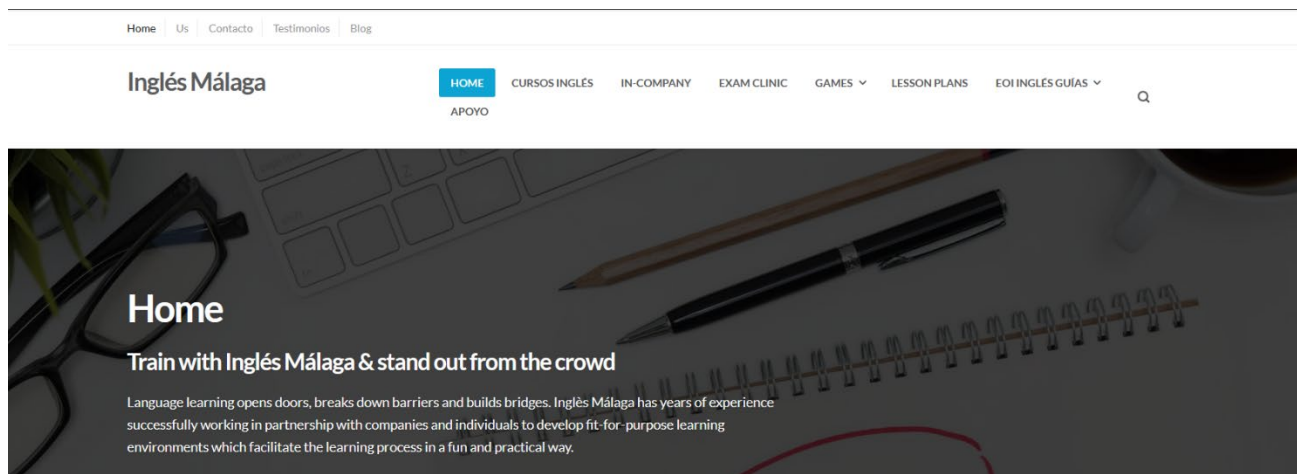 Home Us Contacto Testimonios Blog
Inglés Málaga
HOME CURSOS INGLÉS IN-COMPANY EXAM CLINIC GAMES LESSON PLANS EOI INGLÉS GUÍAS
APOYO
Home
Train with Inglés Málaga & stand out from the crowd
Language learning opens doors, breaks down barriers and builds bridges. Inglès Málaga has years of experience
successfully working in partnership with companies and individuals to develop fit-for-purpose learning
environments which facilitate the learning process in a fun and practical way.